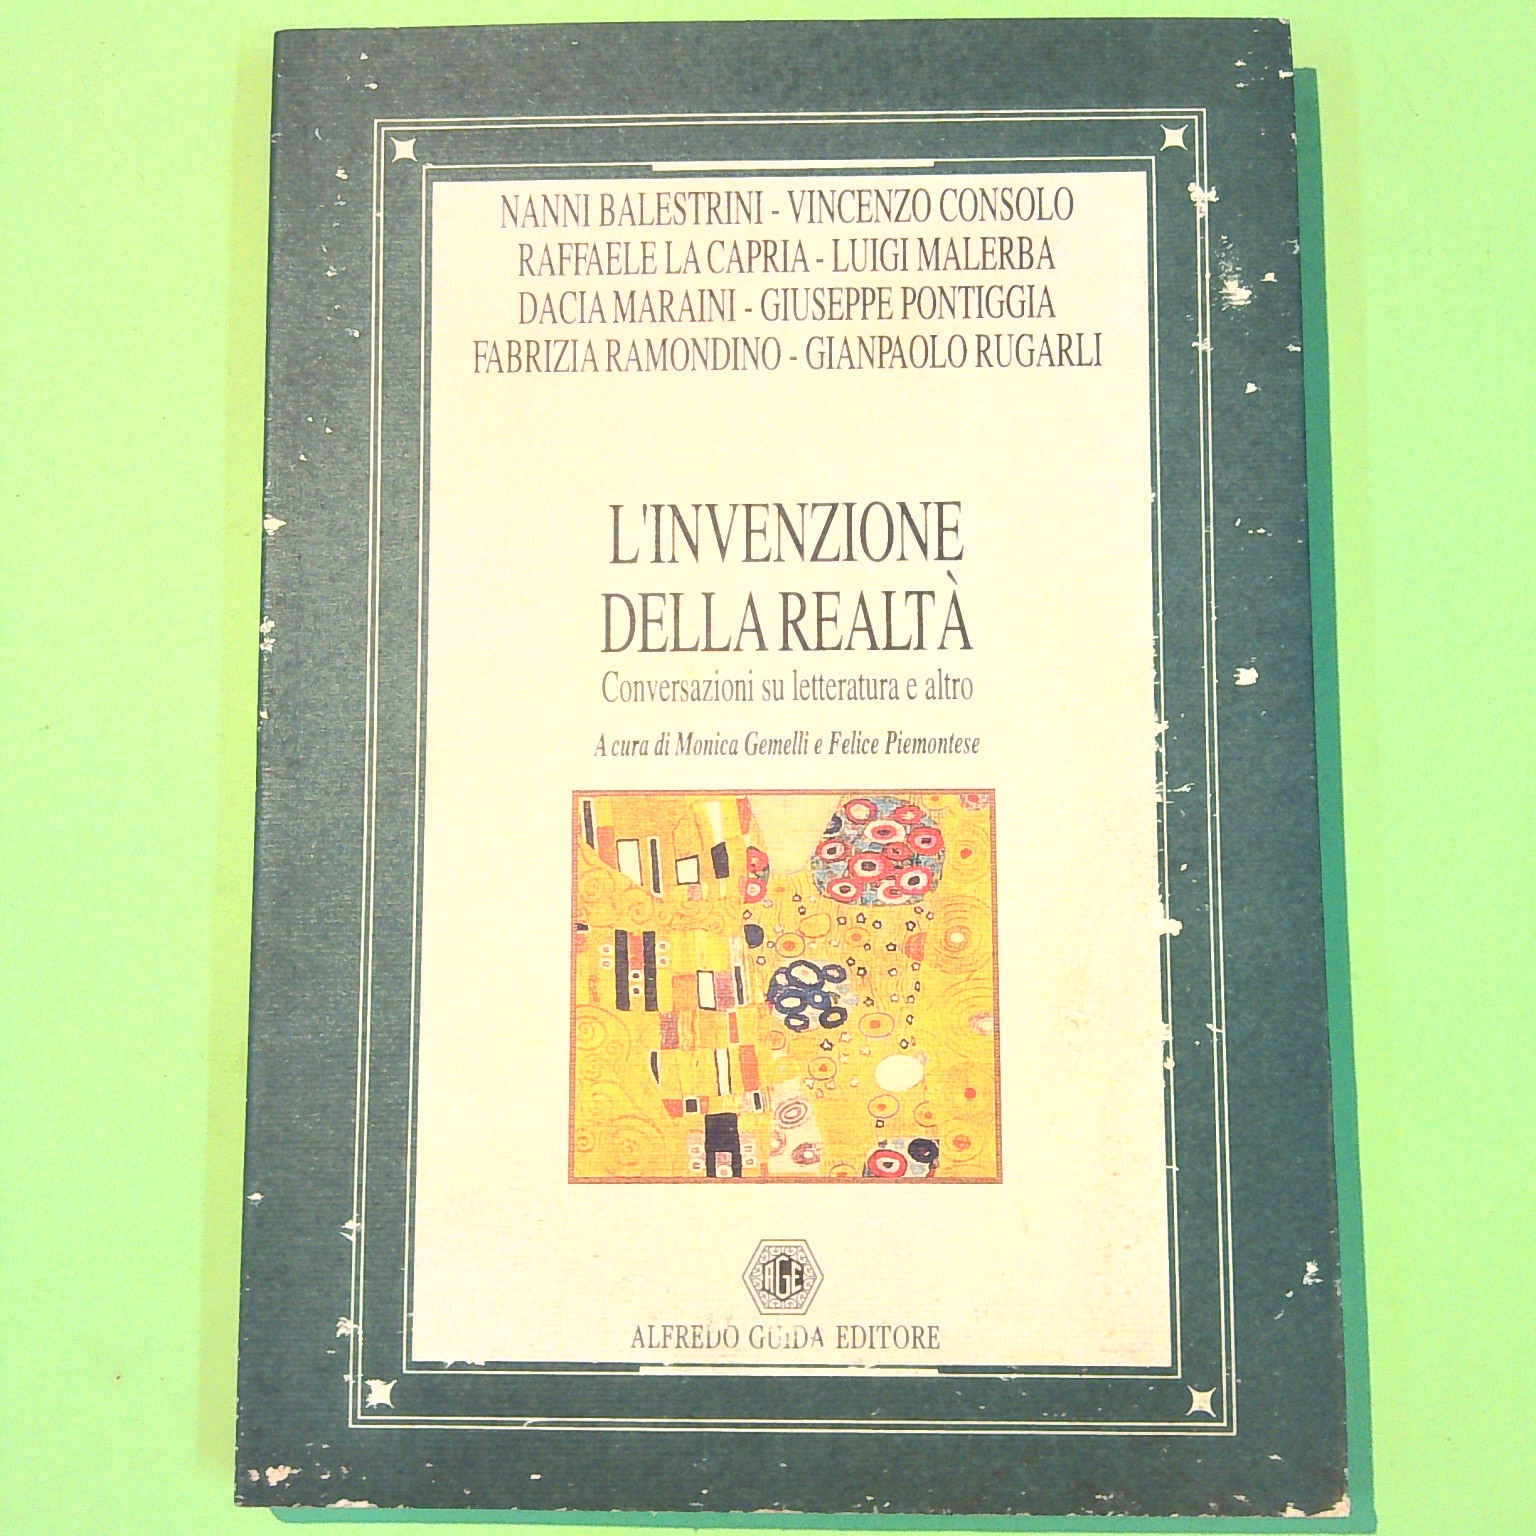 NANNI BALESTRINI - VINCENZO CONSOLO
RAFFAELE LA CAPRIA - LUIGI MALERBA
DACIA MARAINI - GIUSEPPE PONTIGGIA
FABRIZIA RAMONDINO - GIANPAOLO RUGARLI
L'INVENZIONE
DELLA REALTÀ
Conversazioni su letteratura e altro
A cura di Monica Gemelli e Felice Piemontese
AGE
ALFREDO GUIDA EDITORE